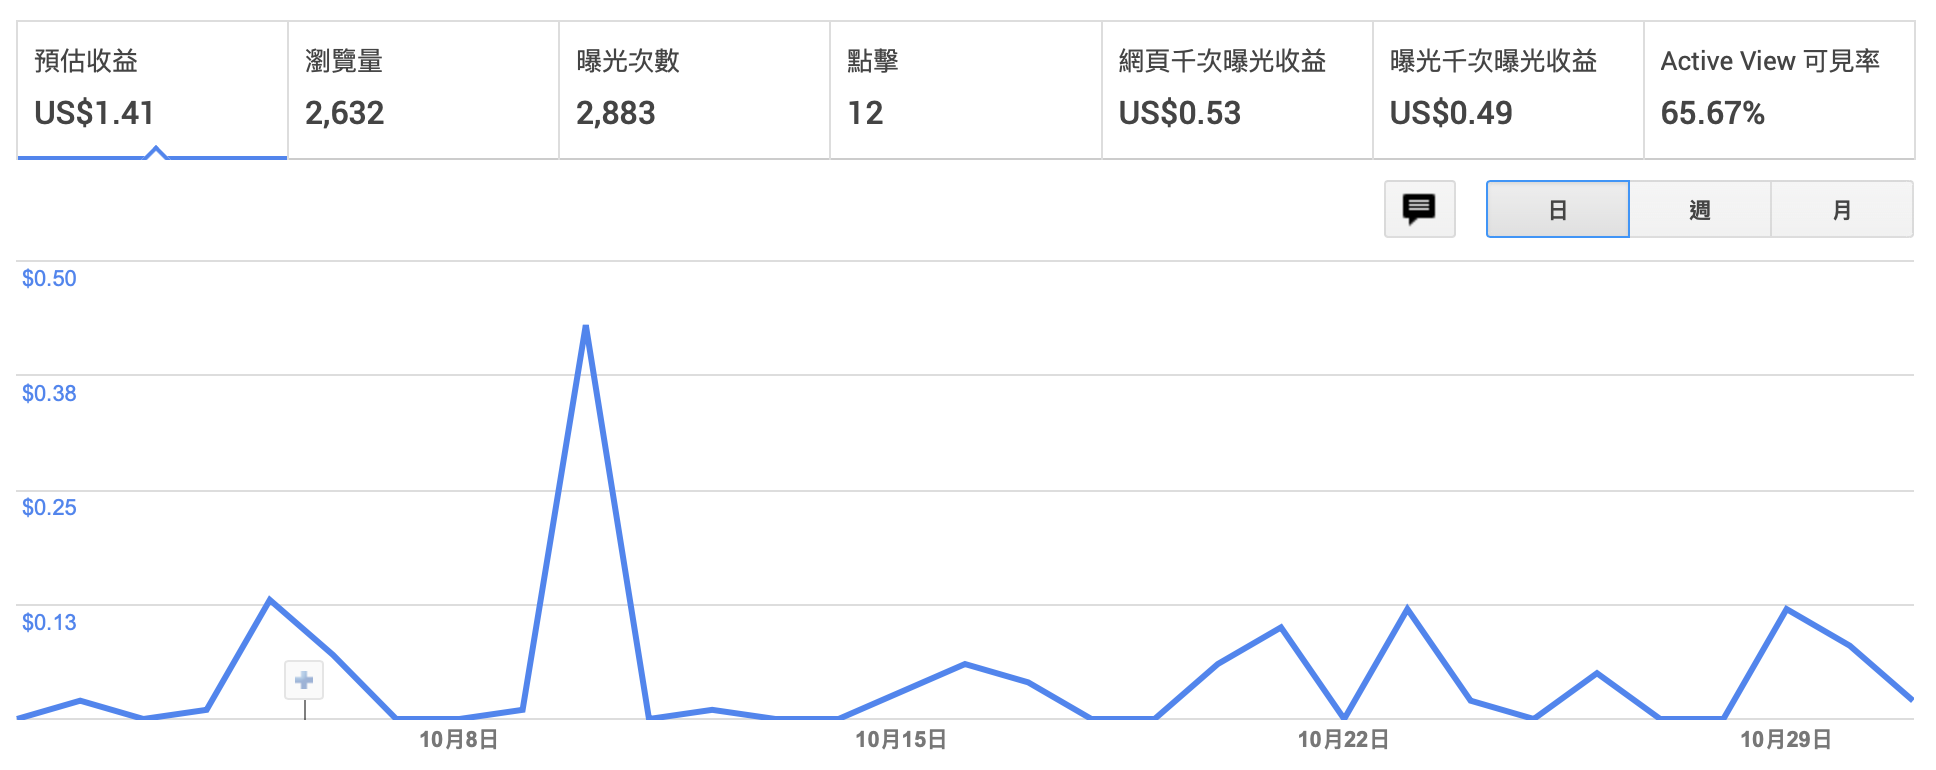 預估收益
US$1.41
瀏覽量
2,632
曝光次數
2,883
點擊
12
網頁千次曝光收益
US$0.53
曝光千次曝光收益
US$0.49
Active View 可見率
65.67%
日
週
月
$0.50
$0.38
$0.25
$0.13
10月8日
10月15日
10月22日
10月29日